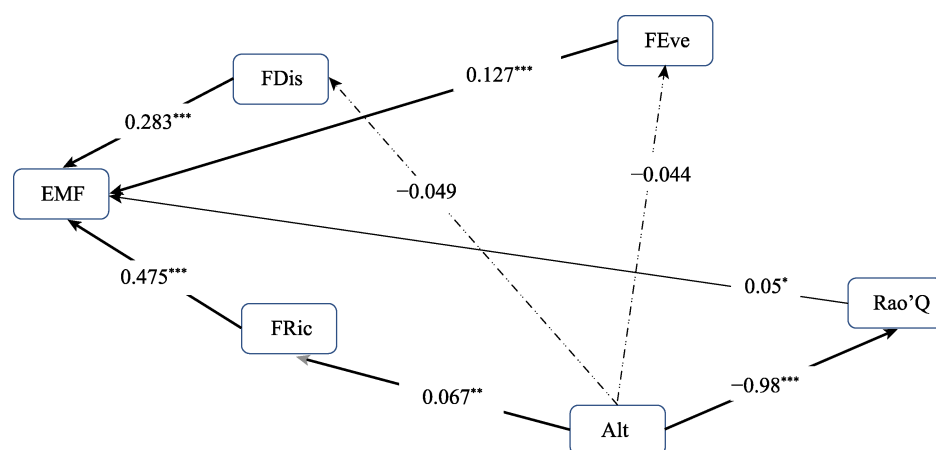 FEve
FDis
0.127***
0.283***
−0.049
−0.044
EMF
0.475***
0.05*
Rao’Q
FRic
0.067**
−0.98***
Alt